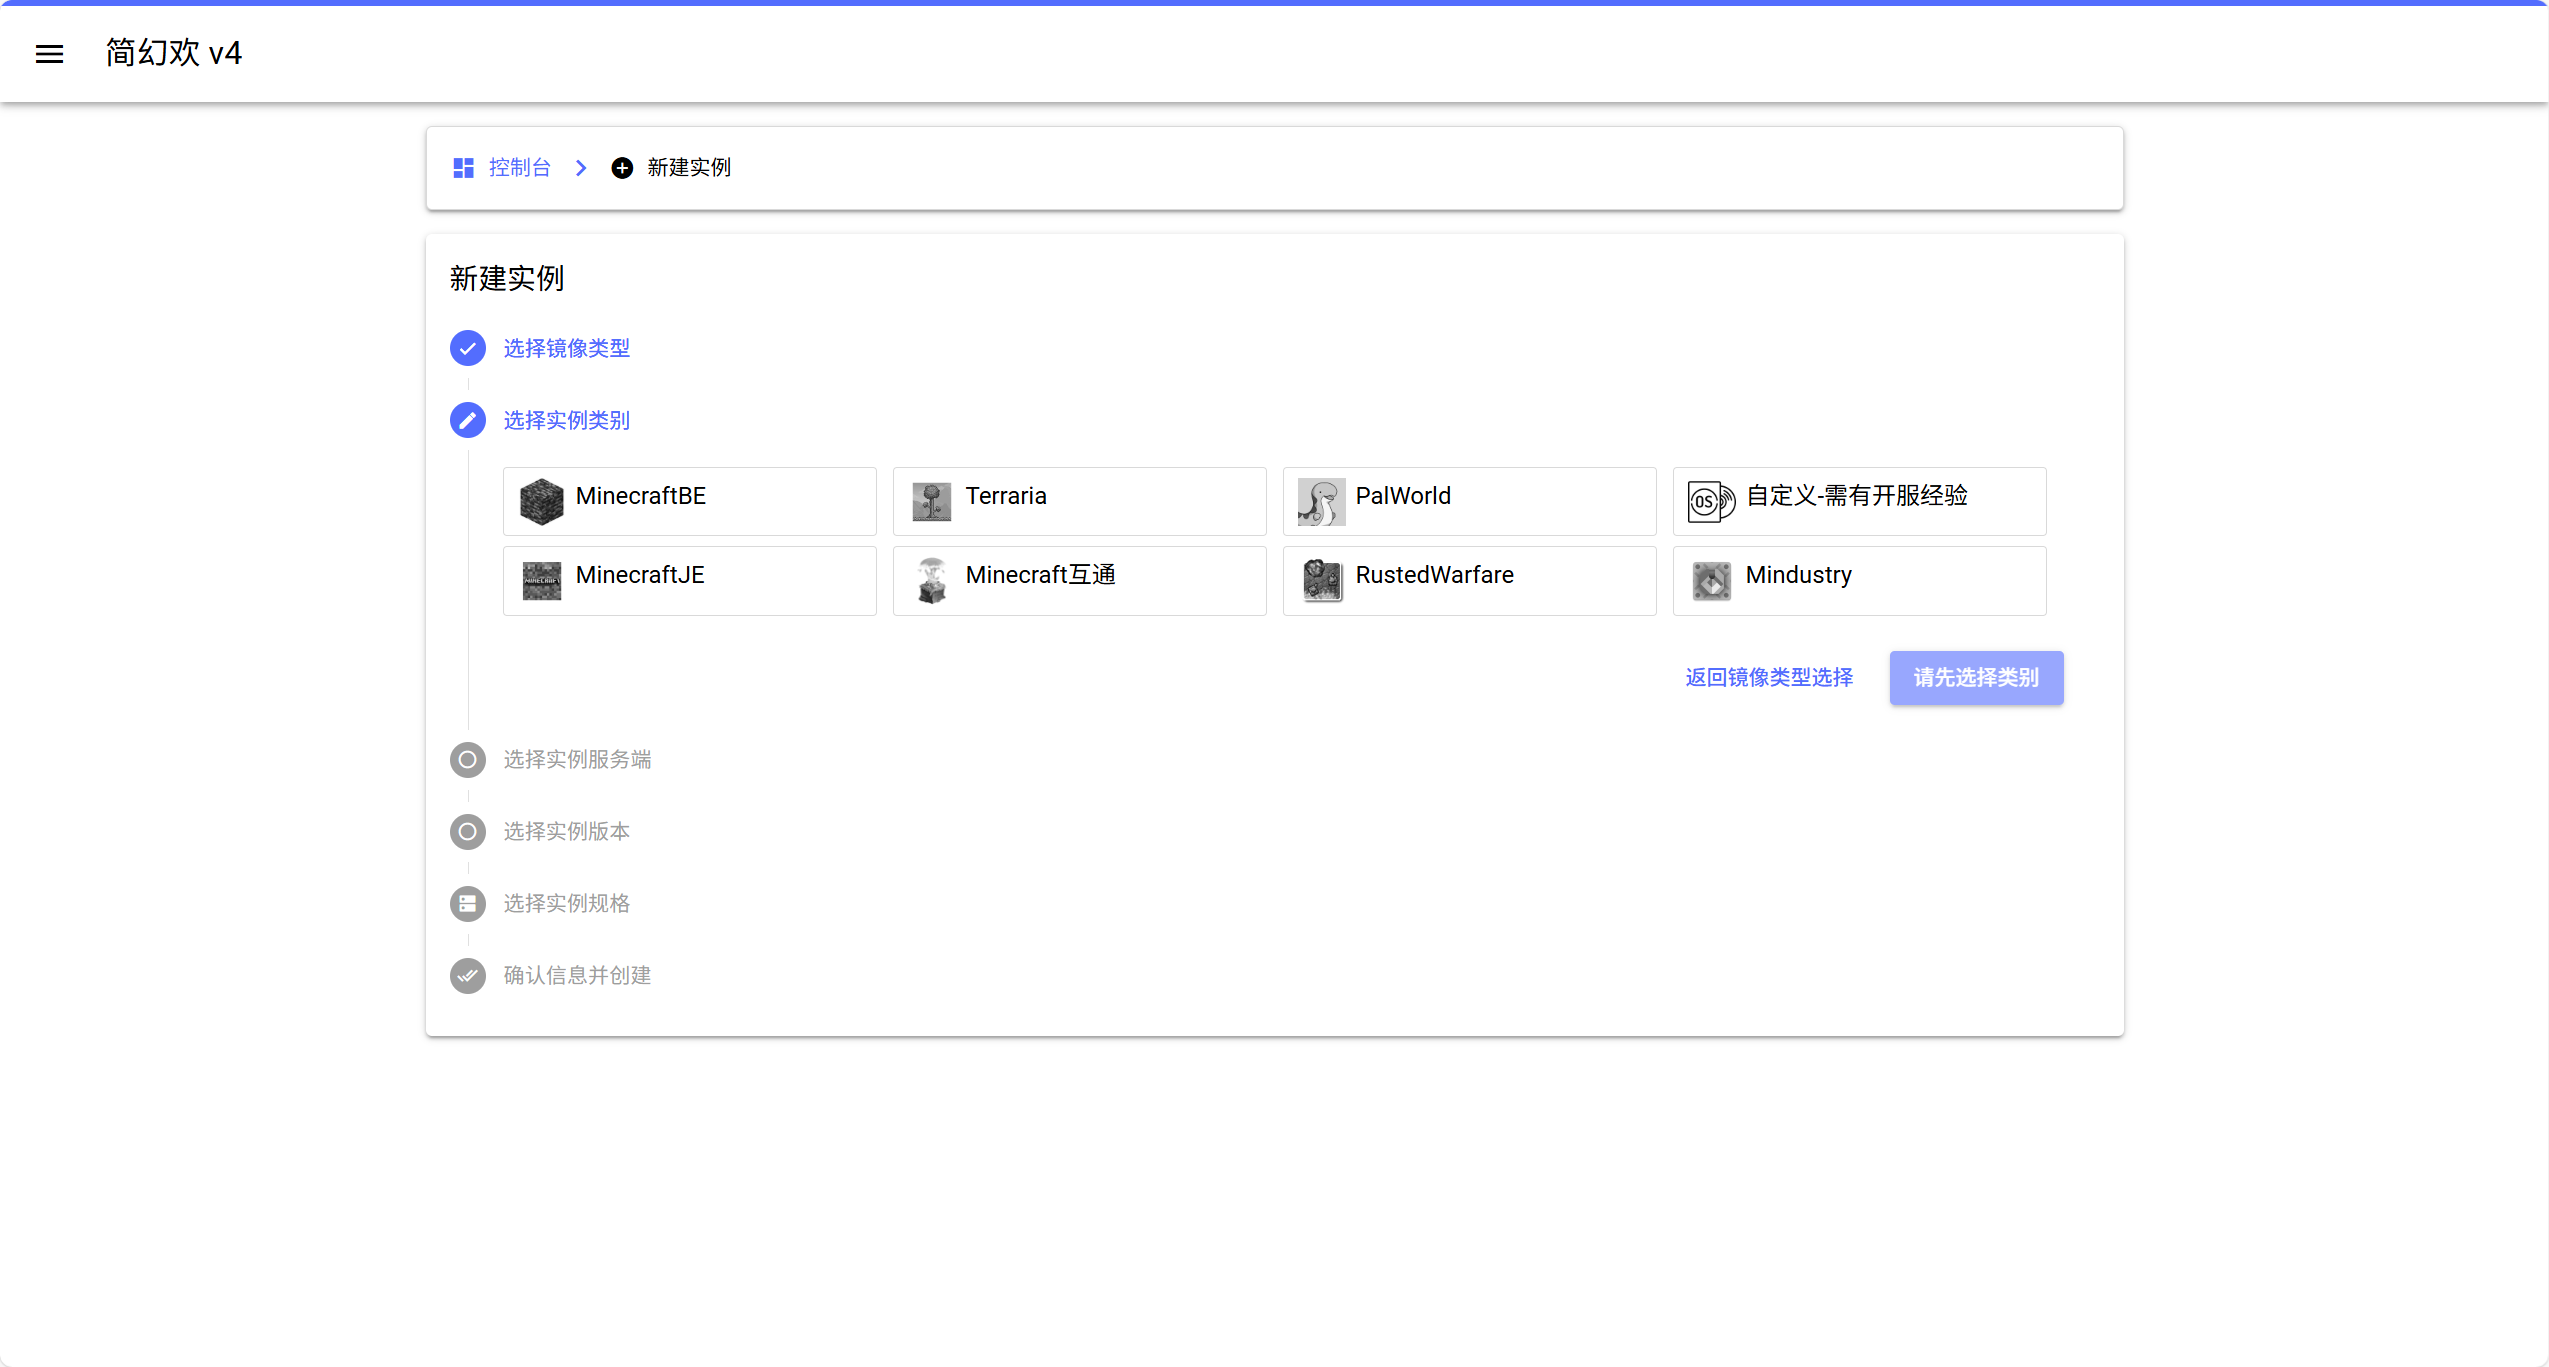 简幻欢 v4
控制台
新建实例
新建实例
选择镜像类型
选择实例类别
MinecraftBE
Terraria
PalWorld
OS
自定义-需有开服经验
MINECRAFT
MinecraftJE
Minecraft互通
RustedWarfare
Mindustry
返回镜像类型选择
请先选择类别
选择实例服务端
选择实例版本
选择实例规格
确认信息并创建